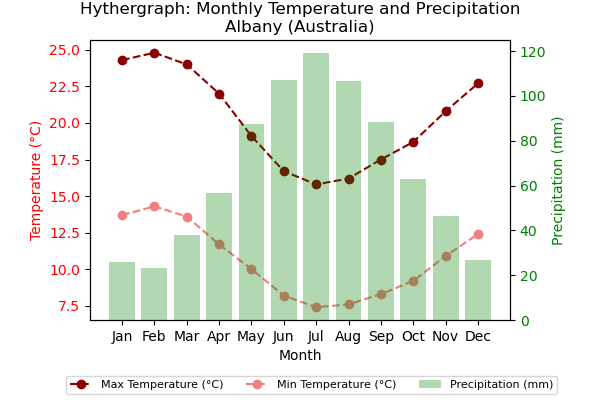 Hythergraph: Monthly Temperature and Precipitation
Albany (Australia)
Temperature (°C)
25.0
22.5
20.0
17.5
15.0
12.5
10.0
7.5
120
100
80
60
40
20
0
Precipitation (mm)
Jan Feb Mar Apr May Jun Jul Aug Sep Oct Nov Dec
Month
Max Temperature (°C) Min Temperature (°C) Precipitation (mm)